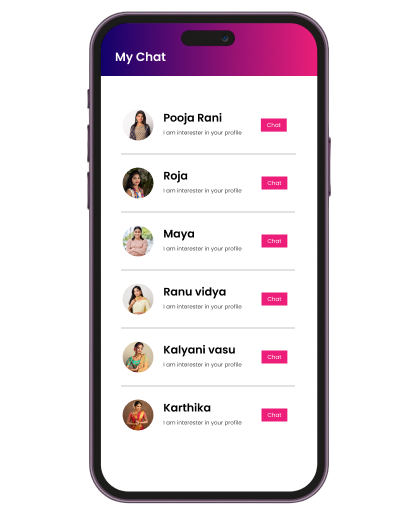 My Chat
Pooja Rani
I am interester in your profile
Chat
Roja
I am interester in your profile
Chat
Maya
I am interester in your profile
Chat
Ranu vidya
I am interester in your profile
Chat
Kalyani vasu
I am interester in your profile
Chat
Karthika
I am interester in your profile
Chat